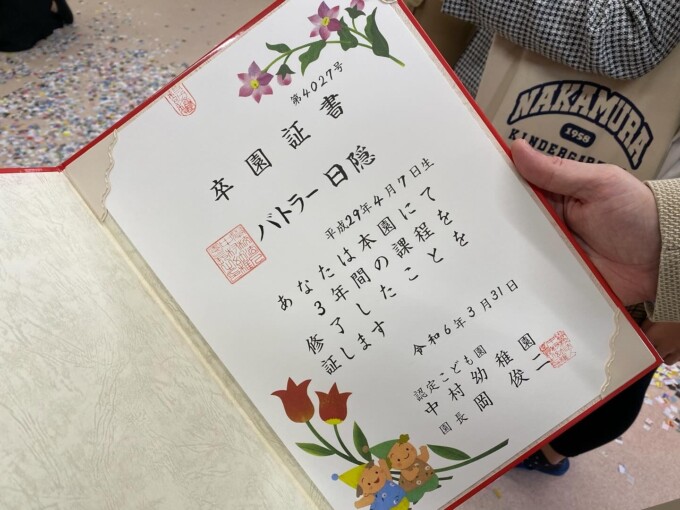 第4027号
卒園証書
バトラー日隠
平成29年4月7日生
あなたは本園にて
3年間の課程を
修了したことを
証します
令和6年3月31日
認定こども園
中村幼稚園
園長 岡俊二
NAKAMURA
KINDERGAR
1958